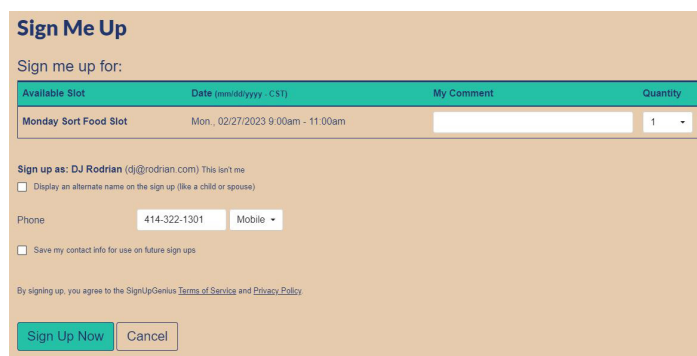 Sign Me Up
Sign me up for:
Available Slot Date (mm/dd/yyyy - CST) My Comment Quantity
Monday Sort Food Slot Mon., 02/27/2023 9:00am - 11:00am 1
Sign up as: DJ Rodrian (dj@rodrian.com) This isn't me
Display an alternate name on the sign up (like a child or spouse)
Phone 414-322-1301 Mobile
Save my contact info for use on future sign ups
By signing up, you agree to the SignUpGenius Terms of Service and Privacy Policy.
Sign Up Now Cancel